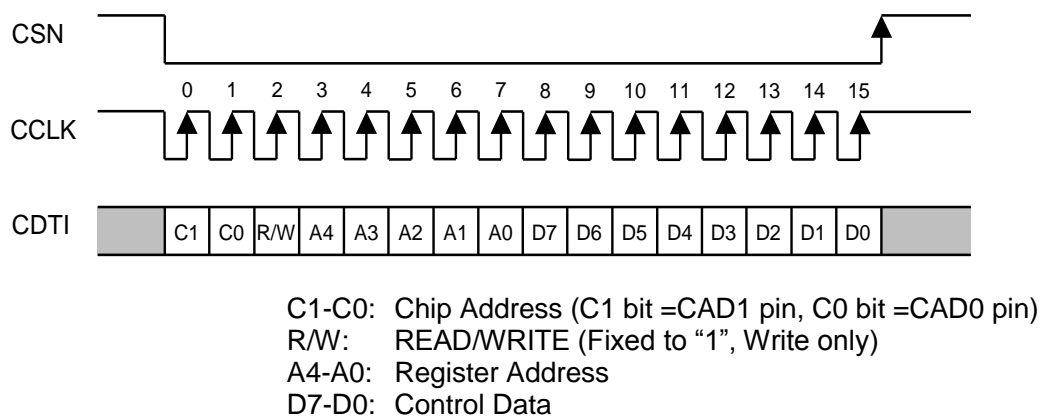 CSN
0 1 2 3 4 5 6 7 8 9 10 11 12 13 14 15
CCLK
CDTI C1 C0 R/W A4 A3 A2 A1 A0 D7 D6 D5 D4 D3 D2 D1 D0
C1-C0: Chip Address (C1 bit =CAD1 pin, C0 bit =CAD0 pin)
R/W: READ/WRITE (Fixed to “1”, Write only)
A4-A0: Register Address
D7-D0: Control Data